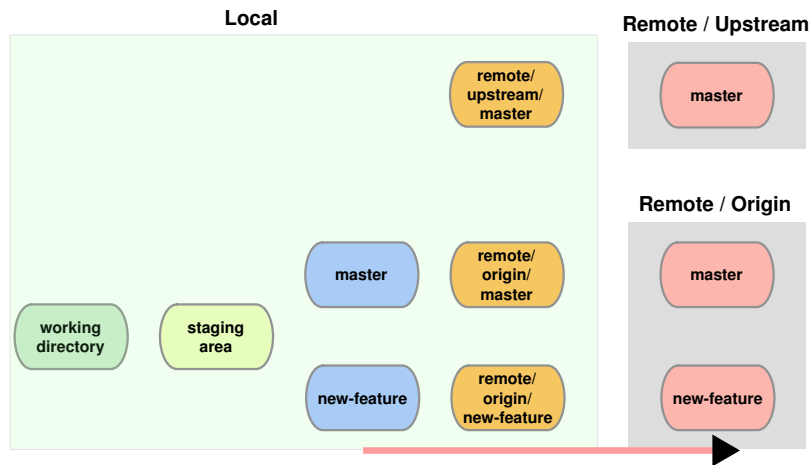 Local
Remote / Upstream
remote/
upstream/
master
master
Remote / Origin
master
remote/
origin/
master
master
working
directory
staging
area
new-feature
remote/
origin/
new-feature
new-feature